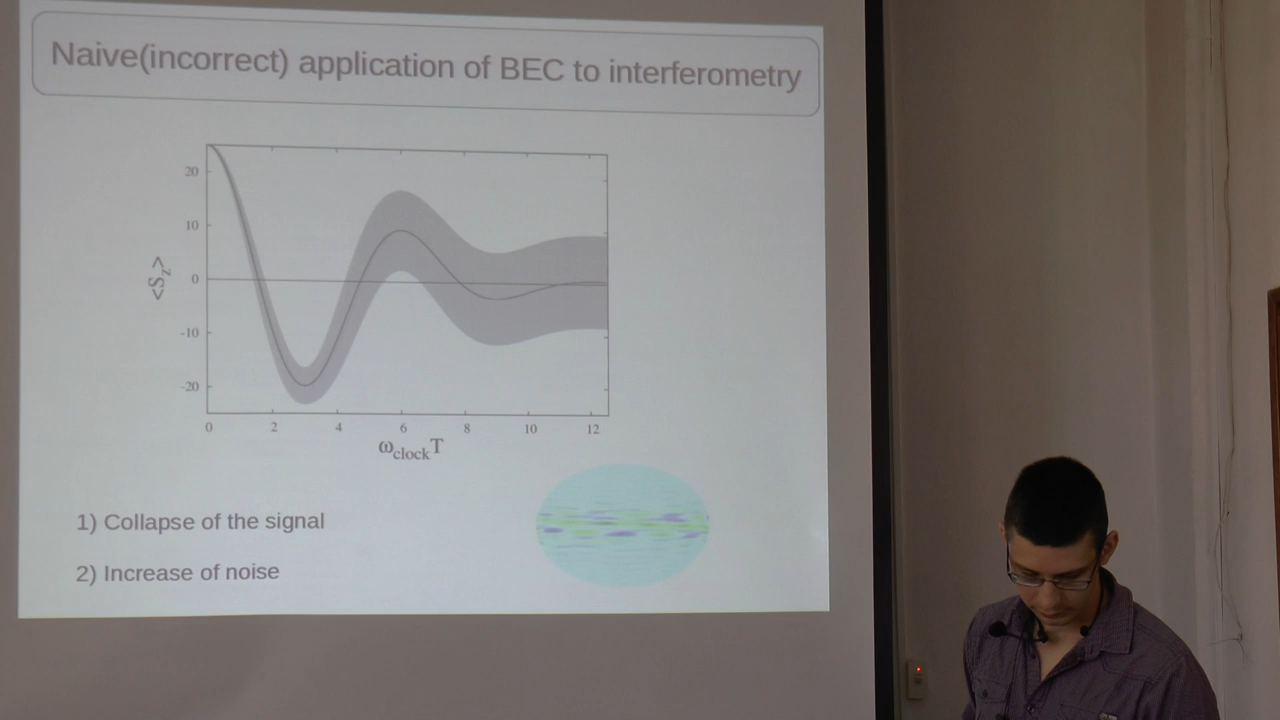 Naive(incorrect) application of BEC to interferometry
20
10
0
-10
-20
<Sz>
0 2 4 6 8 10 12
ωclockT
1) Collapse of the signal
2) Increase of noise